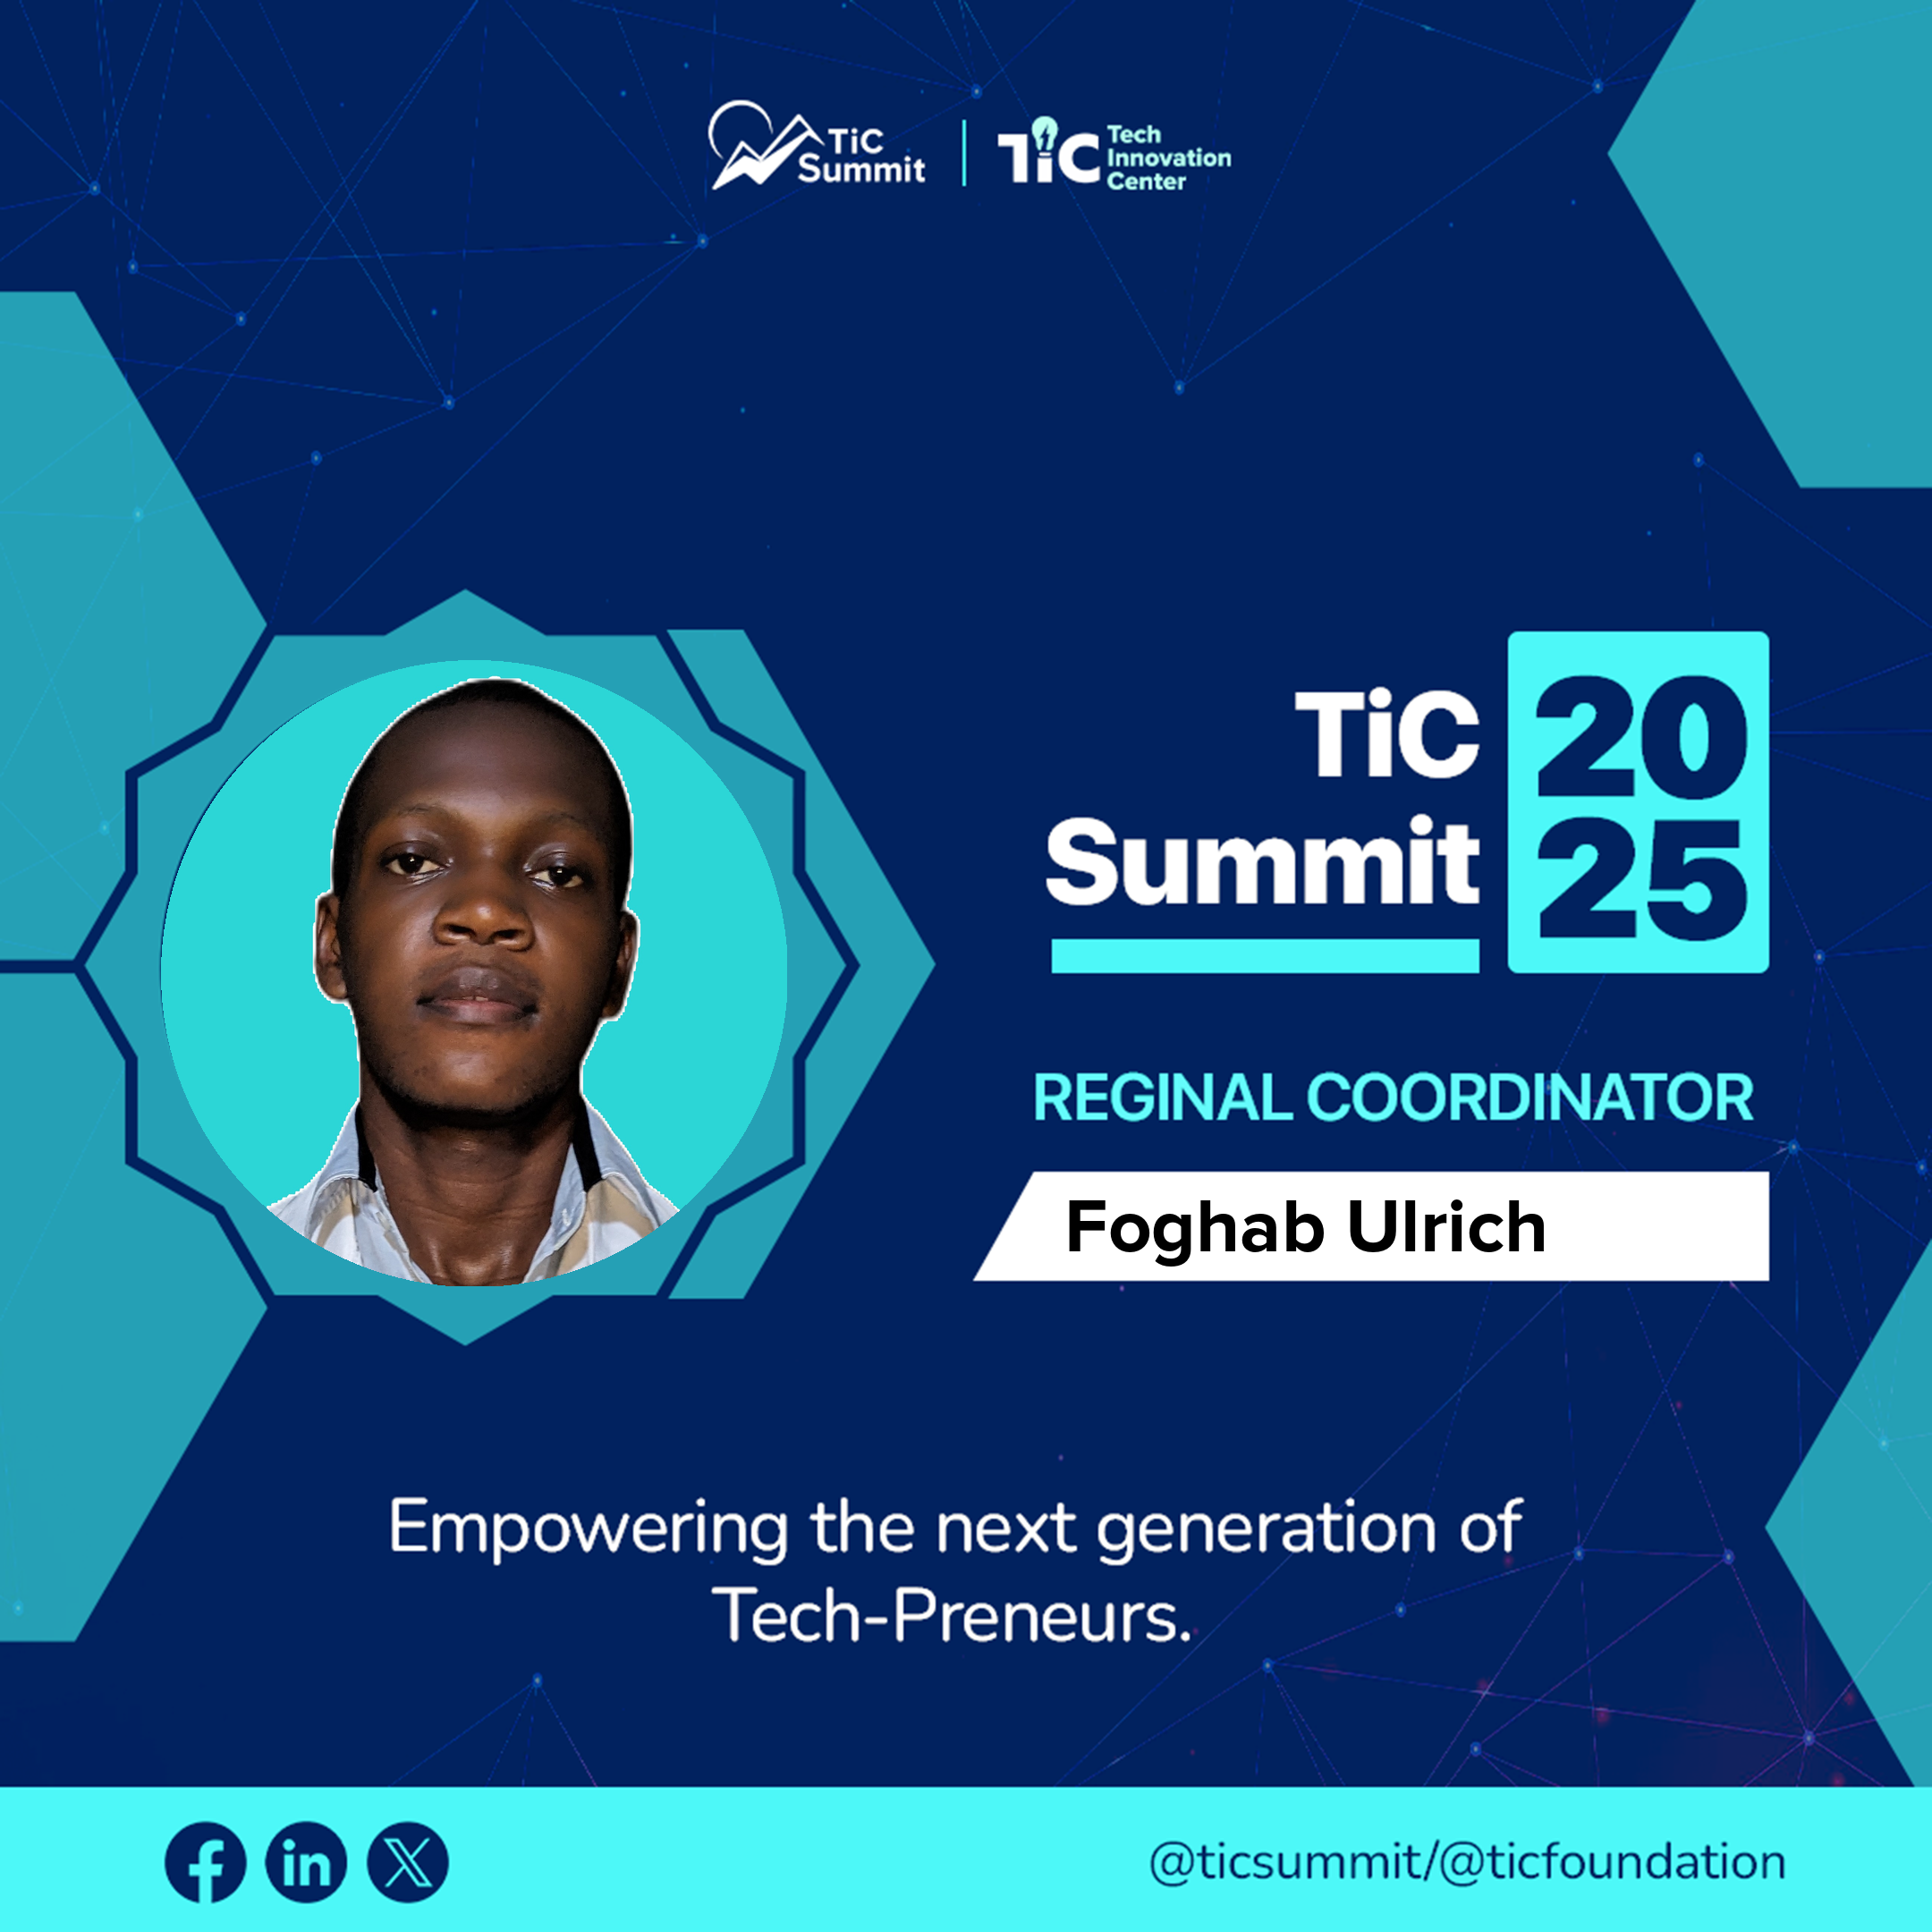 TiC
Summit
TiC
Tech
Innovation
Center
TiC
Summit
20
25
REGINAL COORDINATOR
Foghab Ulrich
Empowering the next generation of
Tech-Preneurs.
@ticsummit/@ticfoundation